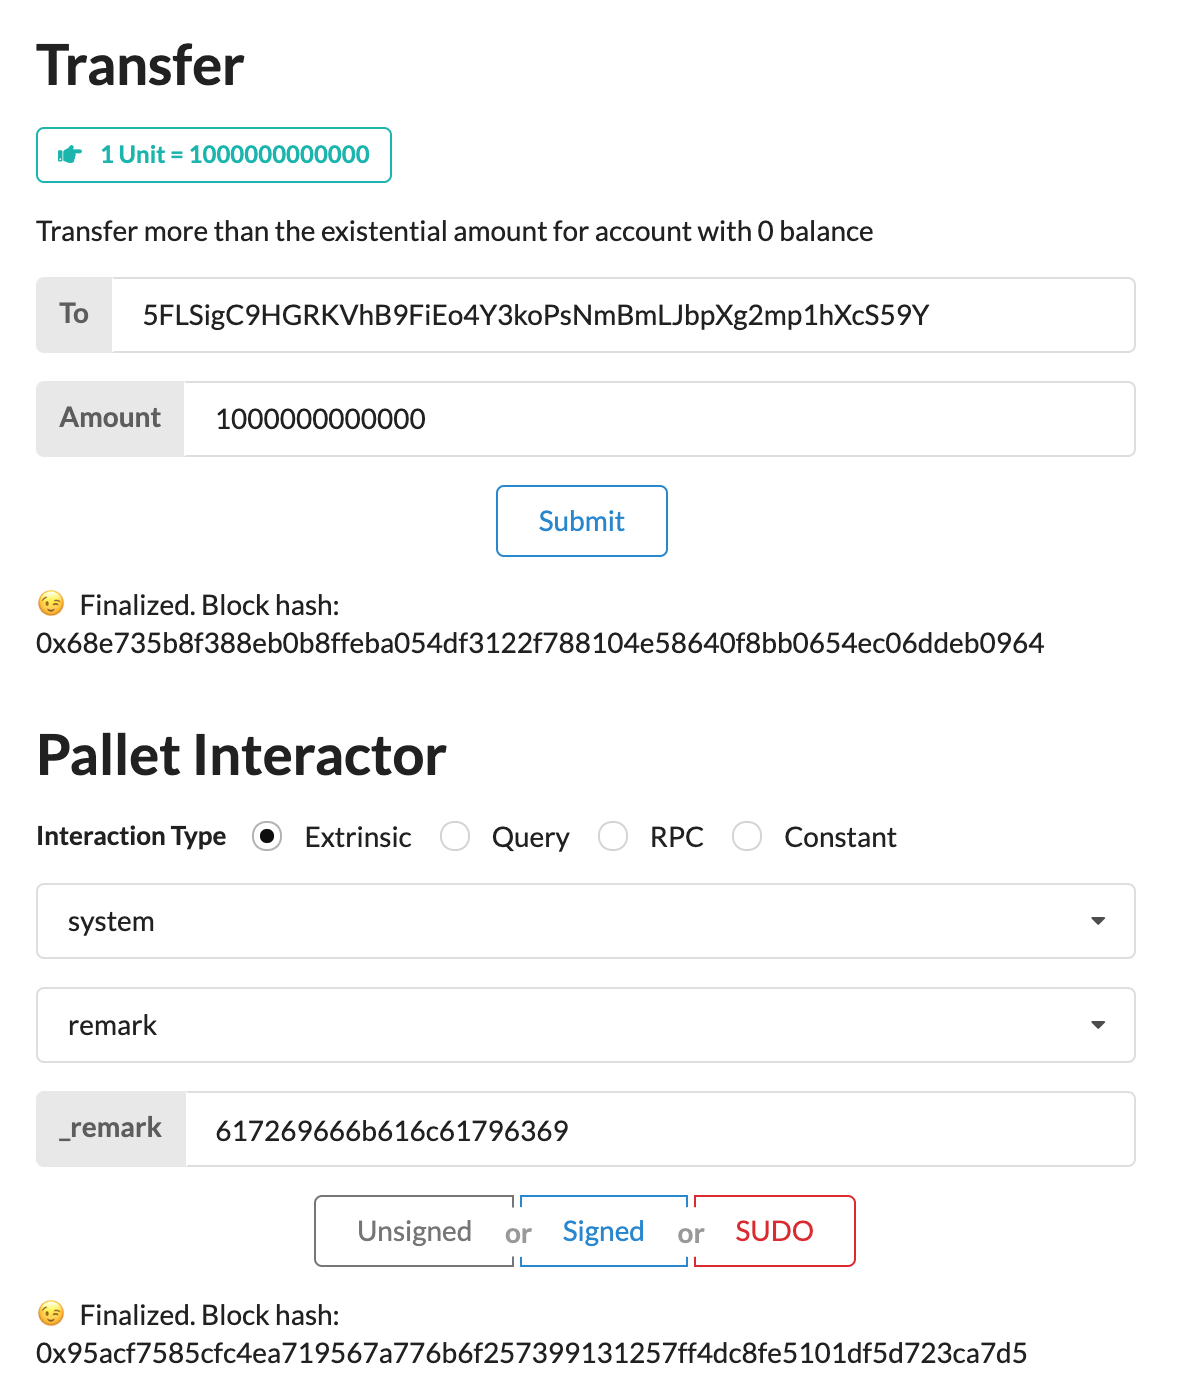 Transfer
1 Unit = 1000000000000
Transfer more than the existential amount for account with 0 balance
To 5FLSigC9HGRKVhB9FiEo4Y3koPsNmBmLJbpXg2mp1hXcS59Y
Amount 1000000000000
Submit
😉 Finalized. Block hash:
0x68e735b8f388eb0b8ffeba054df3122f788104e58640f8bb0654ec06ddeb0964
Pallet Interactor
Interaction Type Extrinsic Query RPC Constant
system
remark
_remark 617269666b616c61796369
Unsigned or Signed or SUDO
😉 Finalized. Block hash:
0x95acf7585cfc4ea719567a776b6f257399131257ff4dc8fe5101df5d723ca7d5